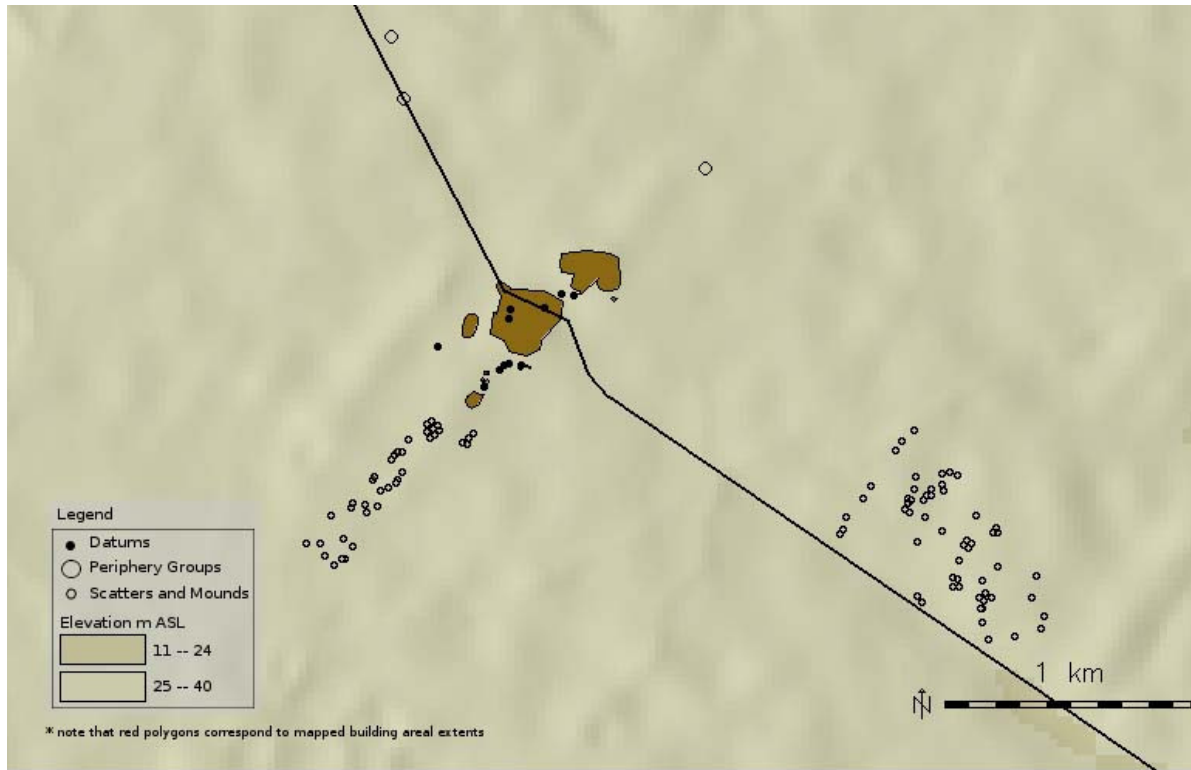 Legend
Datums
Periphery Groups
Scatters and Mounds
Elevation m ASL
11 -- 24
25 -- 40
* note that red polygons correspond to mapped building areal extents
1 km
N